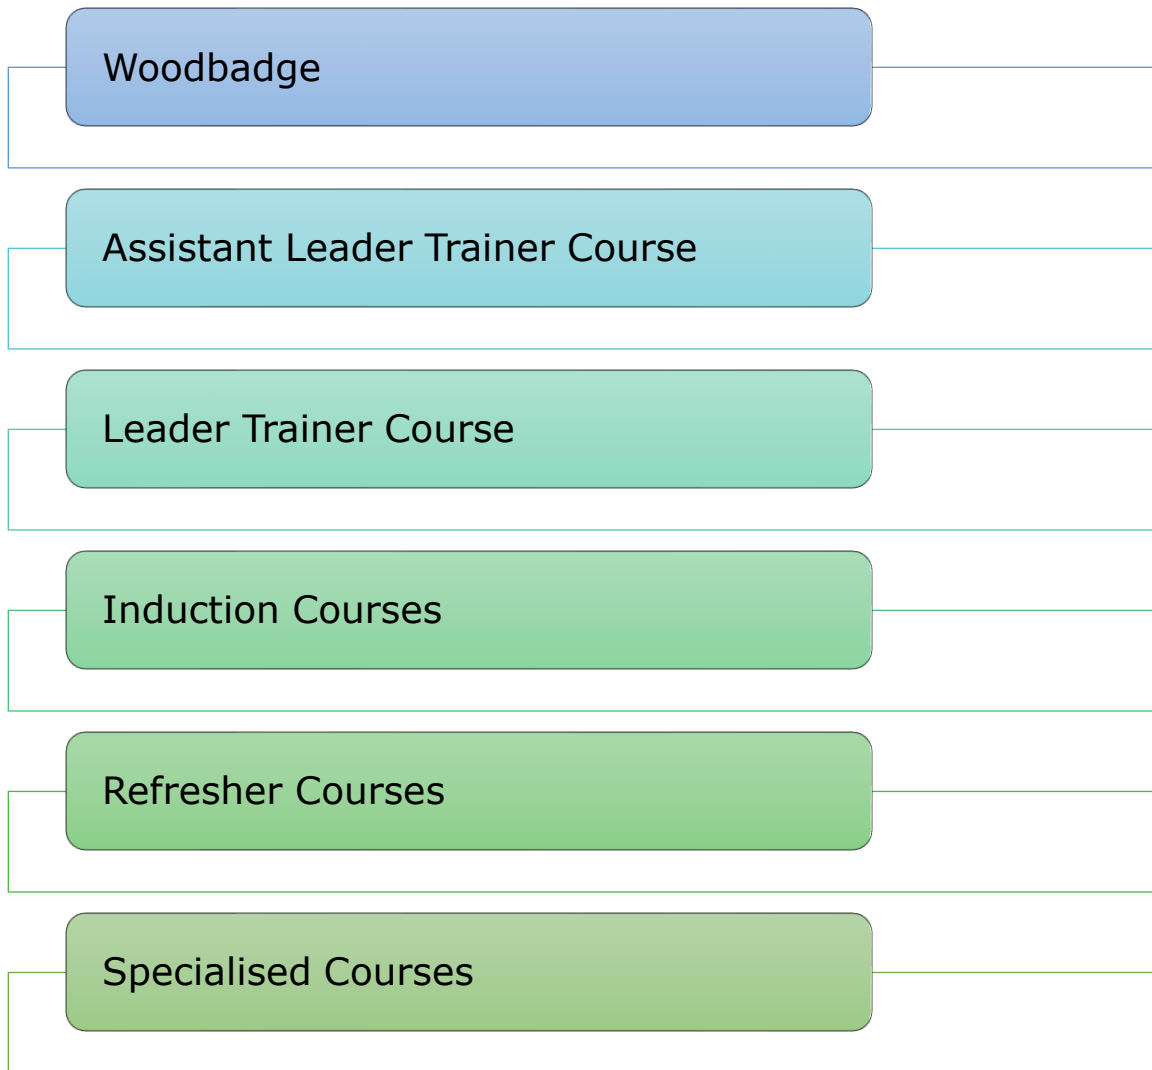 Woodbadge
Assistant Leader Trainer Course
Leader Trainer Course
Induction Courses
Refresher Courses
Specialised Courses